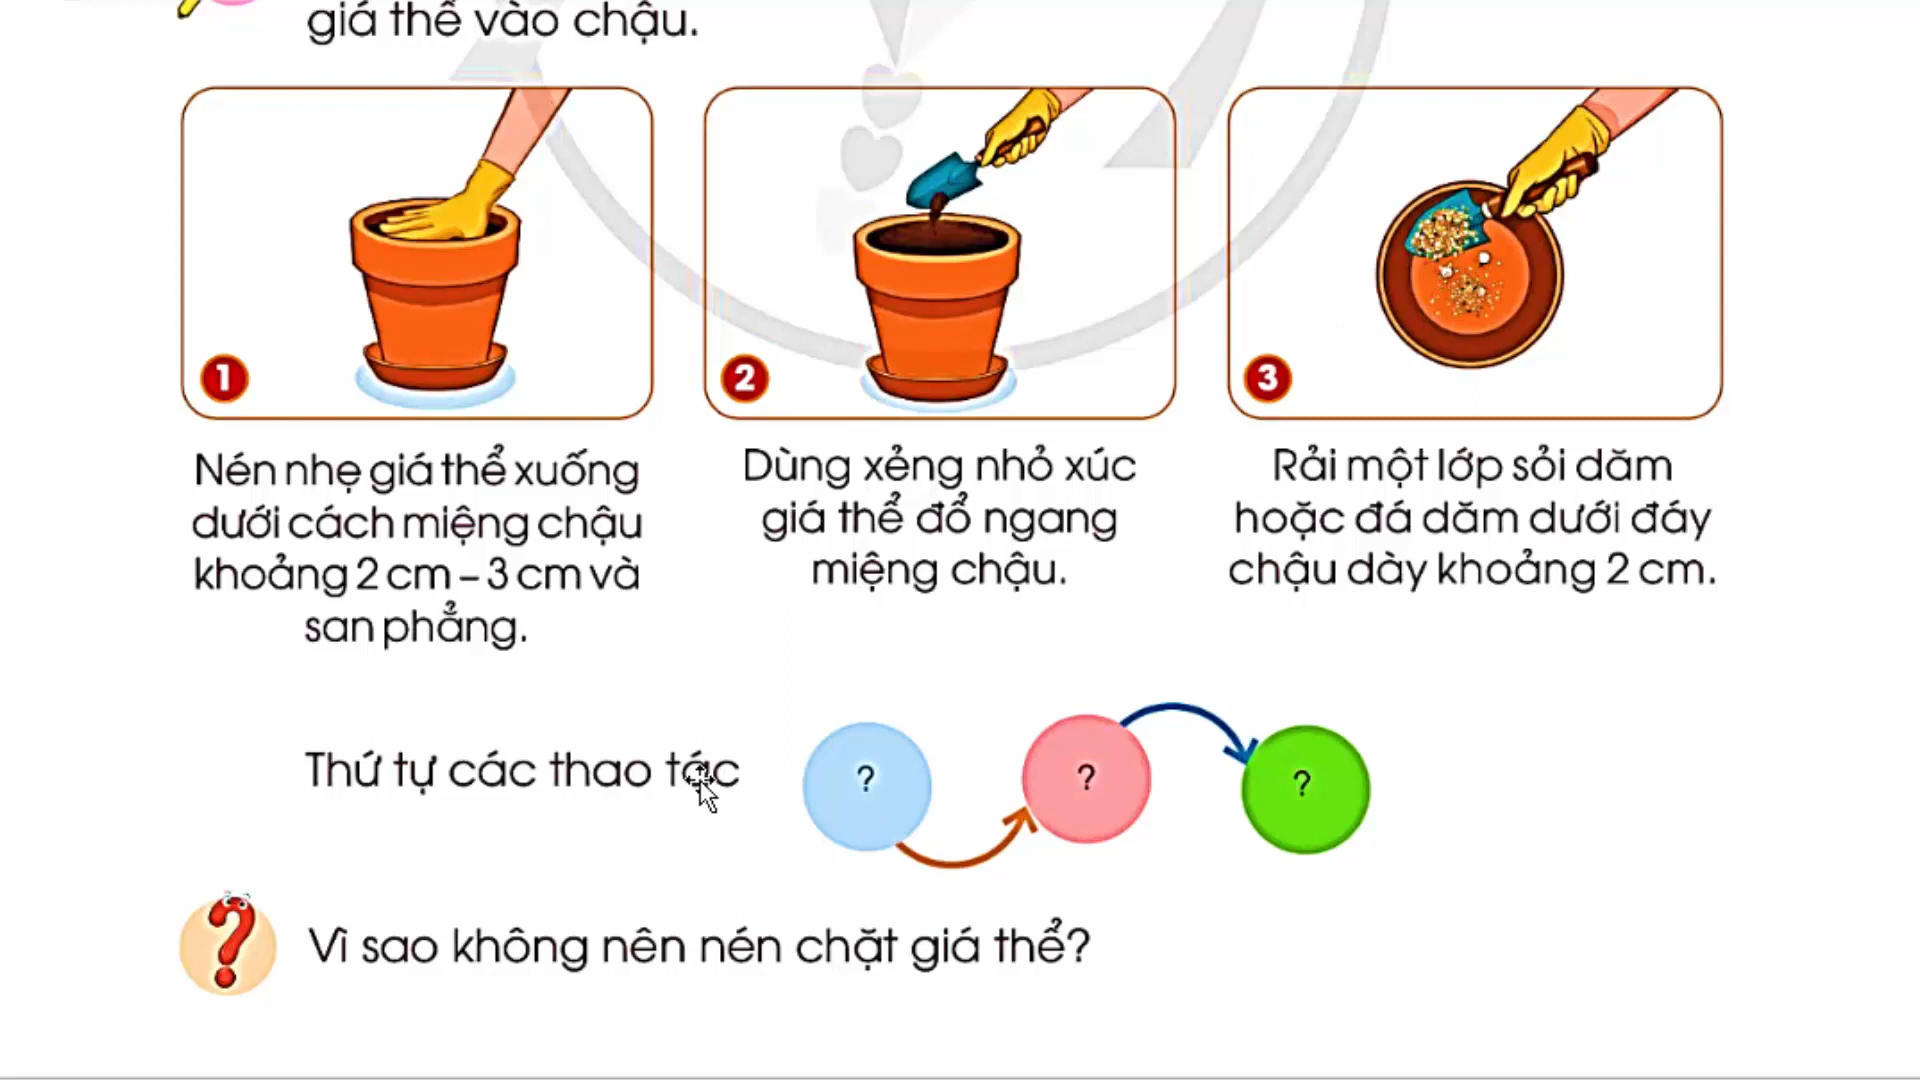 giá thể vào chậu.
1
2
3
Nén nhẹ giá thể xuống
dưới cách miệng chậu
khoảng 2 cm – 3 cm và
san phẳng.
Dùng xẻng nhỏ xúc
giá thể đổ ngang
miệng chậu.
Rải một lớp sỏi dăm
hoặc đá dăm dưới đáy
chậu dày khoảng 2 cm.
Thứ tự các thao tác
?
?
?
?
Vì sao không nên nén chặt giá thể?